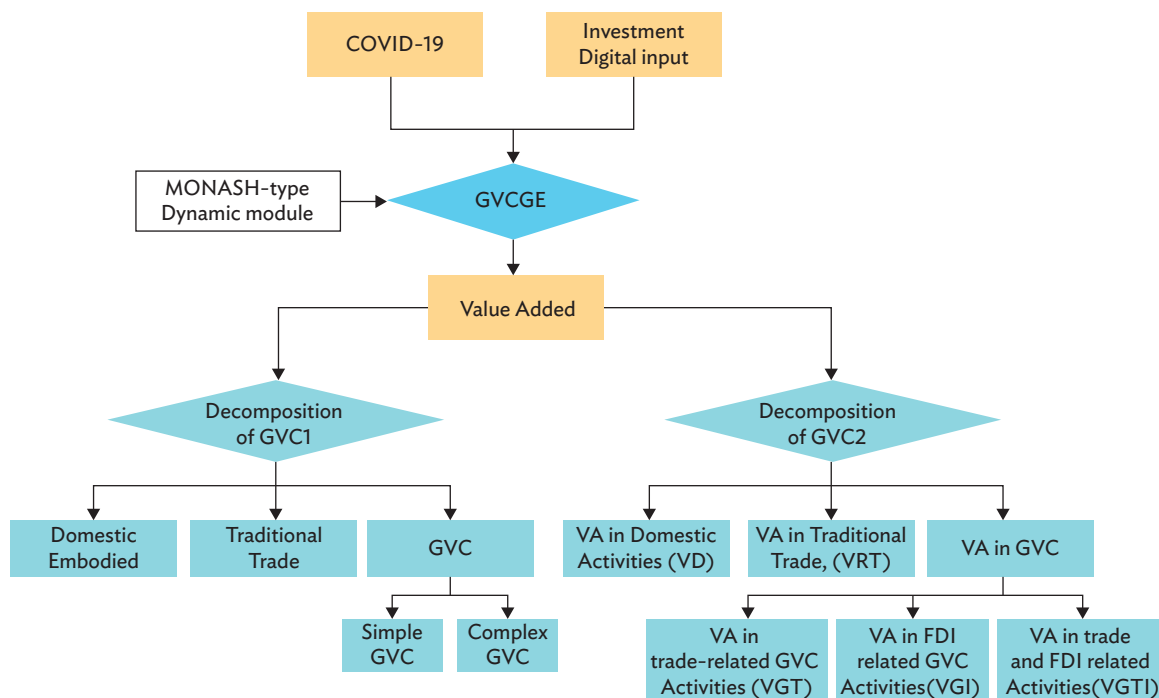 COVID-19
Investment
Digital input
MONASH-type
Dynamic module
GVCGE
Value Added
Decomposition
of GVC1
Decomposition
of GVC2
Domestic
Embodied
Traditional
Trade
GVC
VA in Domestic
Activities (VD)
VA in Traditional
Trade, (VRT)
VA in GVC
Simple
GVC
Complex
GVC
VA in
trade-related GVC
Activities (VGT)
VA in FDI
related GVC
Activities(VGI)
VA in trade
and FDI related
Activities(VGTI)